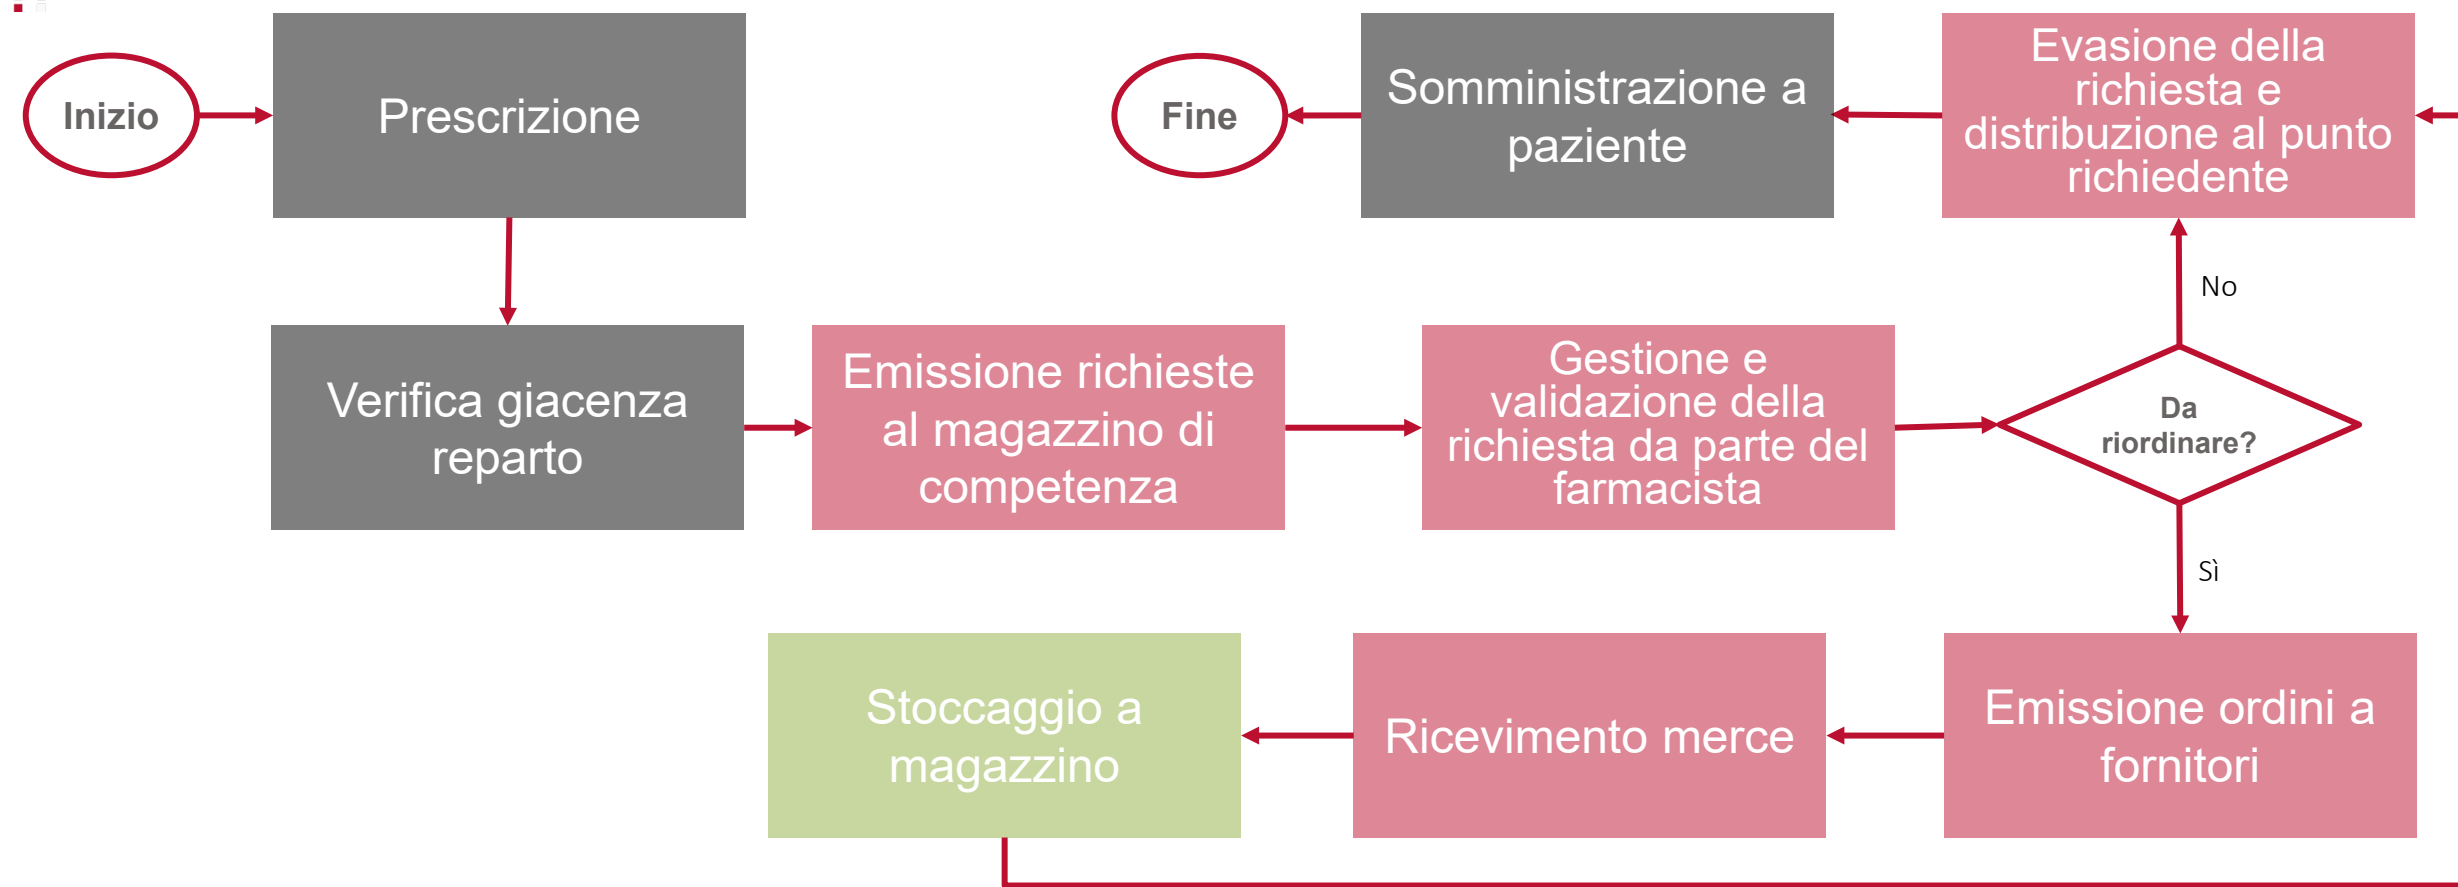 Inizio
Prescrizione
Fine
Somministrazione a
paziente
Evasione della
richiesta e
distribuzione al punto
richiedente
No
Verifica giacenza
reparto
Emissione richieste
al magazzino di
competenza
Gestione e
validazione della
richiesta da parte del
farmacista
Da
riordinare?
Sì
Stoccaggio a
magazzino
Ricevimento merce
Emissione ordini a
fornitori